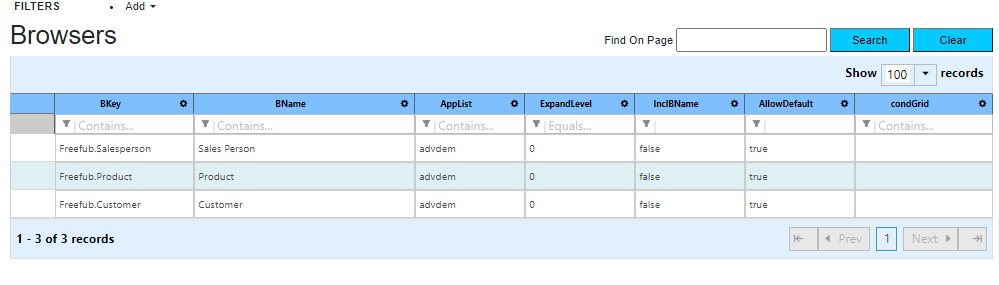 FILTERS • Add
Browsers
Find On Page Search Clear
Show 100 records
BKey BName AppList ExpandLevel InclBName AllowDefault condGrid
Contains... Contains... Contains... Equals... Contains...
Freefub.Salesperson Sales Person advdem 0 false true
Freefub.Product Product advdem 0 false true
Freefub.Customer Customer advdem 0 false true
1 - 3 of 3 records Prev 1 Next